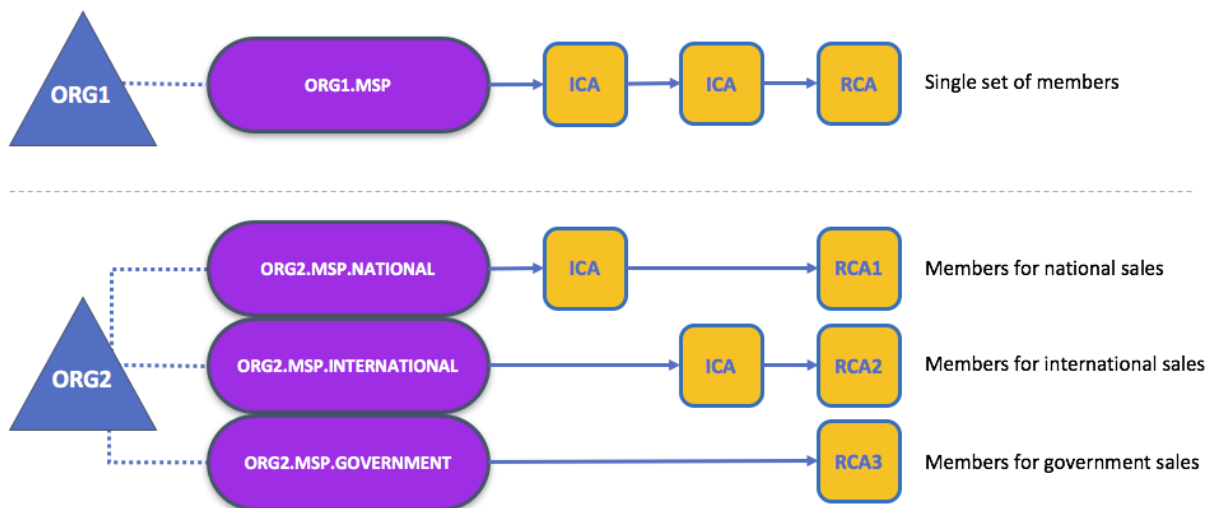 ORG1
ORG1.MSP
ICA
ICA
RCA
Single set of members
ORG2.MSP.NATIONAL
ICA
RCA1
Members for national sales
ORG2
ORG2.MSP.INTERNATIONAL
ICA
RCA2
Members for international sales
ORG2.MSP.GOVERNMENT
RCA3
Members for government sales